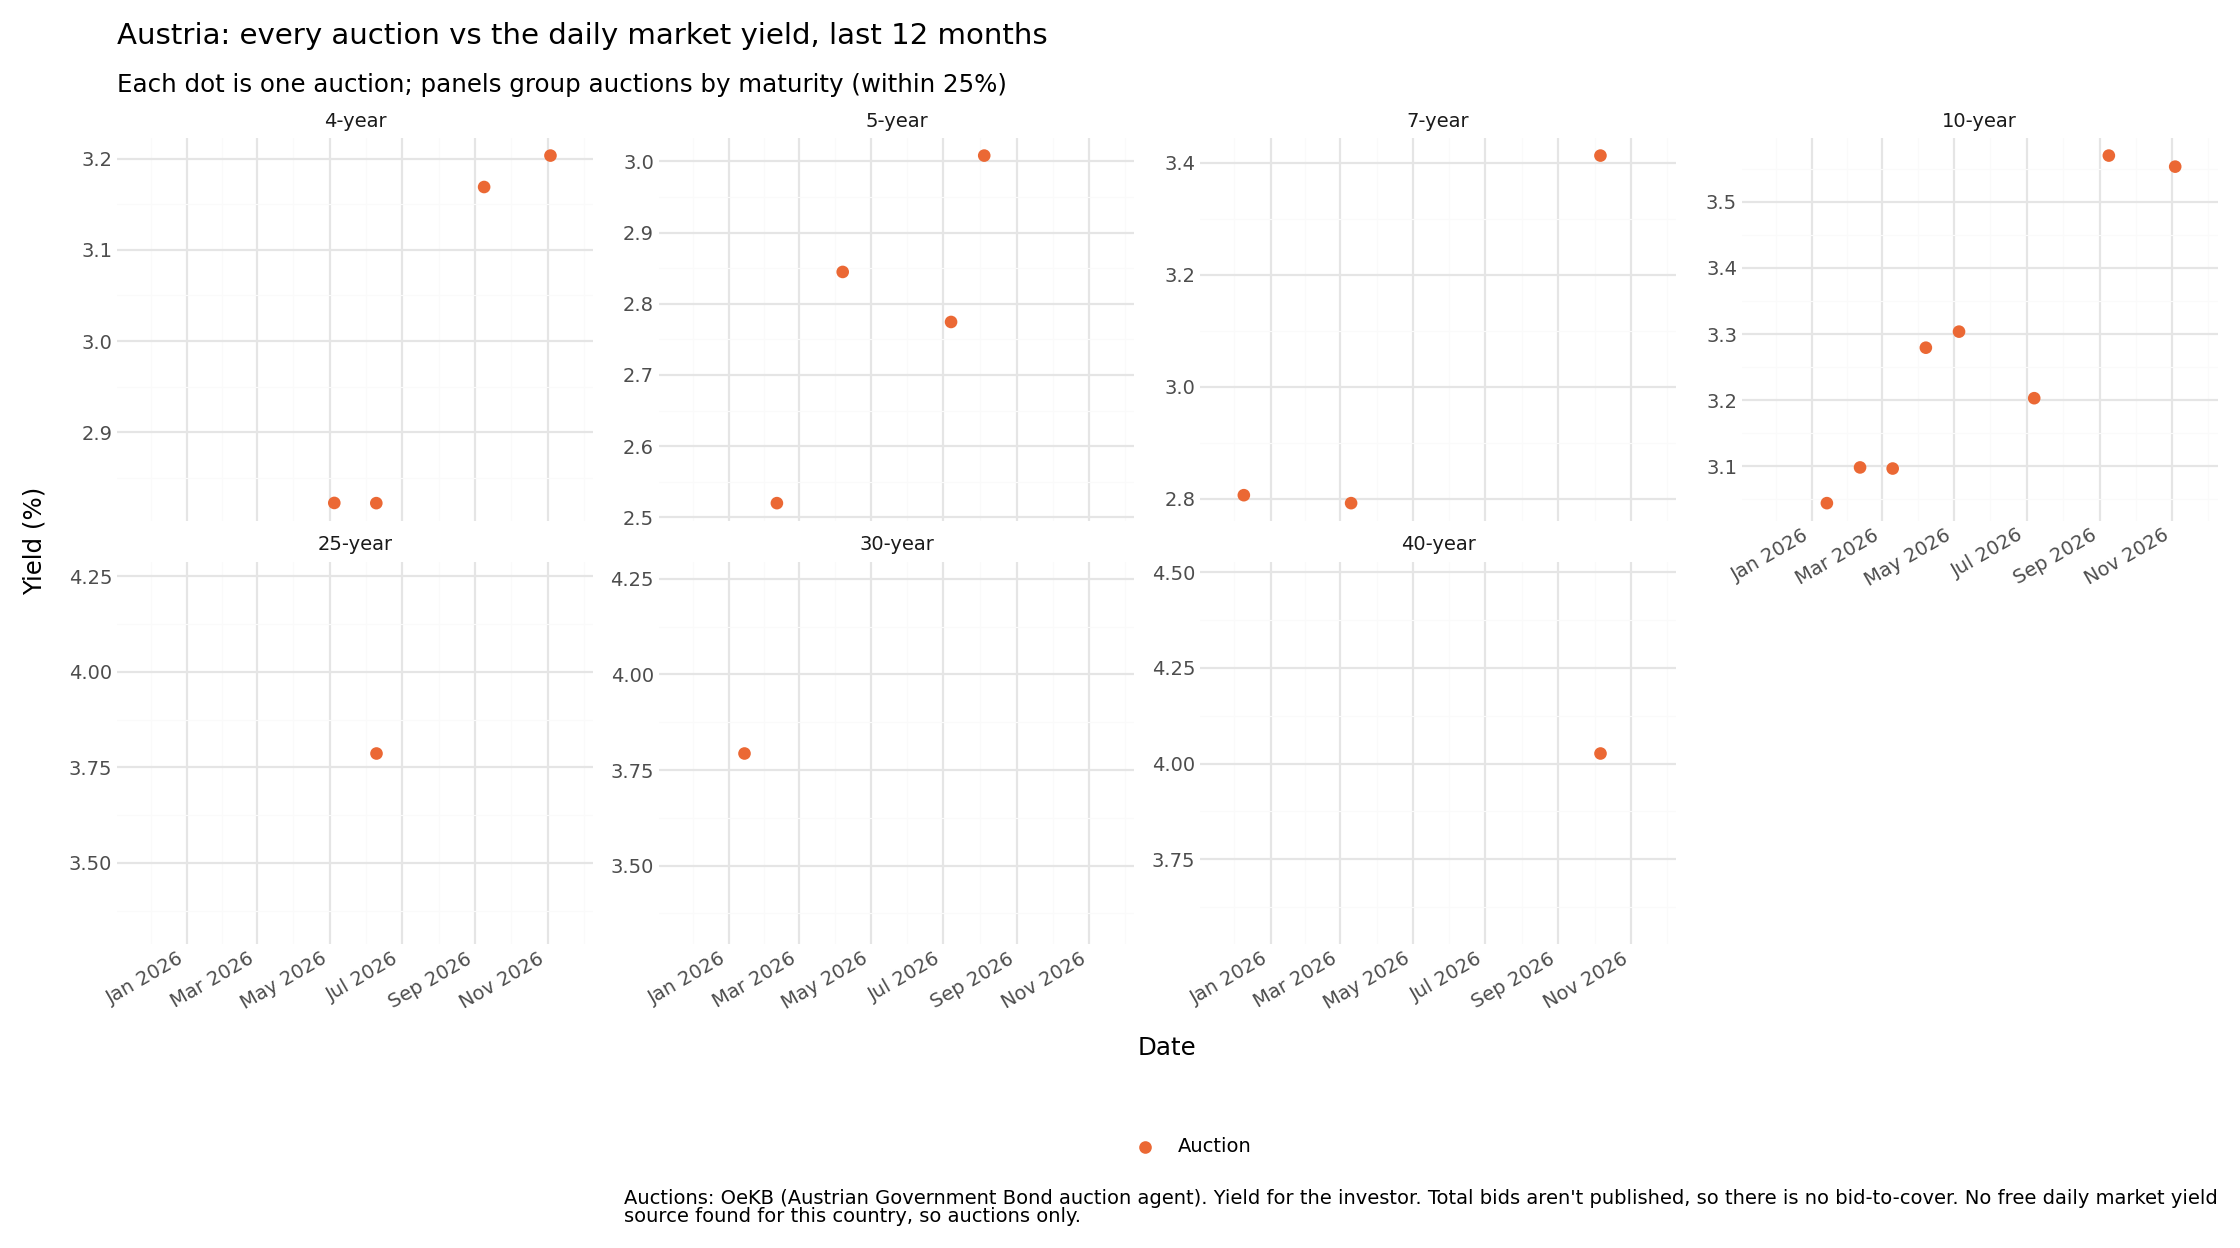 Austria: every auction vs the daily market yield, last 12 months
Each dot is one auction; panels group auctions by maturity (within 25%)
4-year
5-year
7-year
10-year
3.2
3.1
3.0
2.9
3.0
2.9
2.8
2.7
2.6
2.5
3.4
3.2
3.0
2.8
3.5
3.4
3.3
3.2
3.1
Jan 2026
Mar 2026
May 2026
Jul 2026
Sep 2026
Nov 2026
Yield (%)
25-year
30-year
40-year
4.25
4.00
3.75
3.50
4.25
4.00
3.75
3.50
4.50
4.25
4.00
3.75
Jan 2026
Mar 2026
May 2026
Jul 2026
Sep 2026
Nov 2026
Jan 2026
Mar 2026
May 2026
Jul 2026
Sep 2026
Nov 2026
Jan 2026
Mar 2026
May 2026
Jul 2026
Sep 2026
Nov 2026
Date
Auction
Auctions: OeKB (Austrian Government Bond auction agent). Yield for the investor. Total bids aren't published, so there is no bid-to-cover. No free daily market yield
source found for this country, so auctions only.